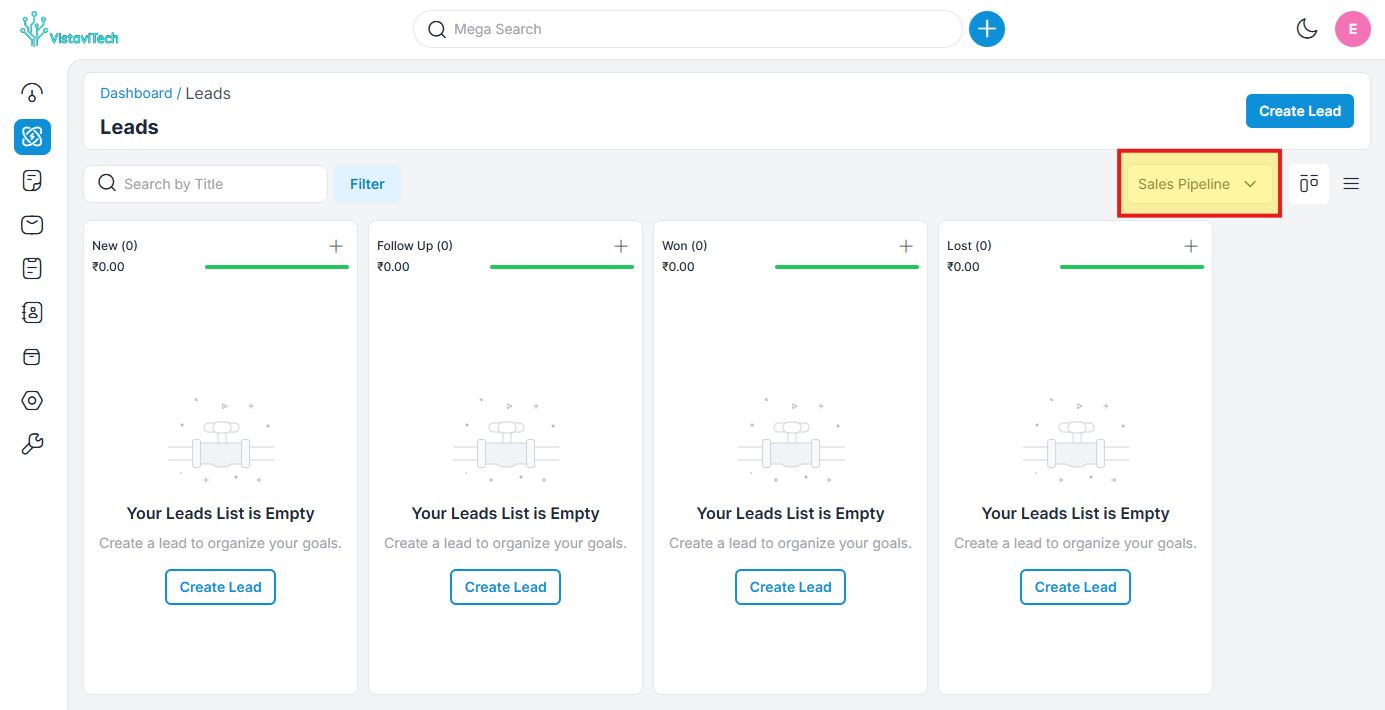 VistaviTech
Mega Search
E
Dashboard / Leads
Leads
Create Lead
Search by Title
Filter
Sales Pipeline
New (0)
₹0.00
Follow Up (0)
₹0.00
Won (0)
₹0.00
Lost (0)
₹0.00
Your Leads List is Empty
Create a lead to organize your goals.
Create Lead
Your Leads List is Empty
Create a lead to organize your goals.
Create Lead
Your Leads List is Empty
Create a lead to organize your goals.
Create Lead
Your Leads List is Empty
Create a lead to organize your goals.
Create Lead